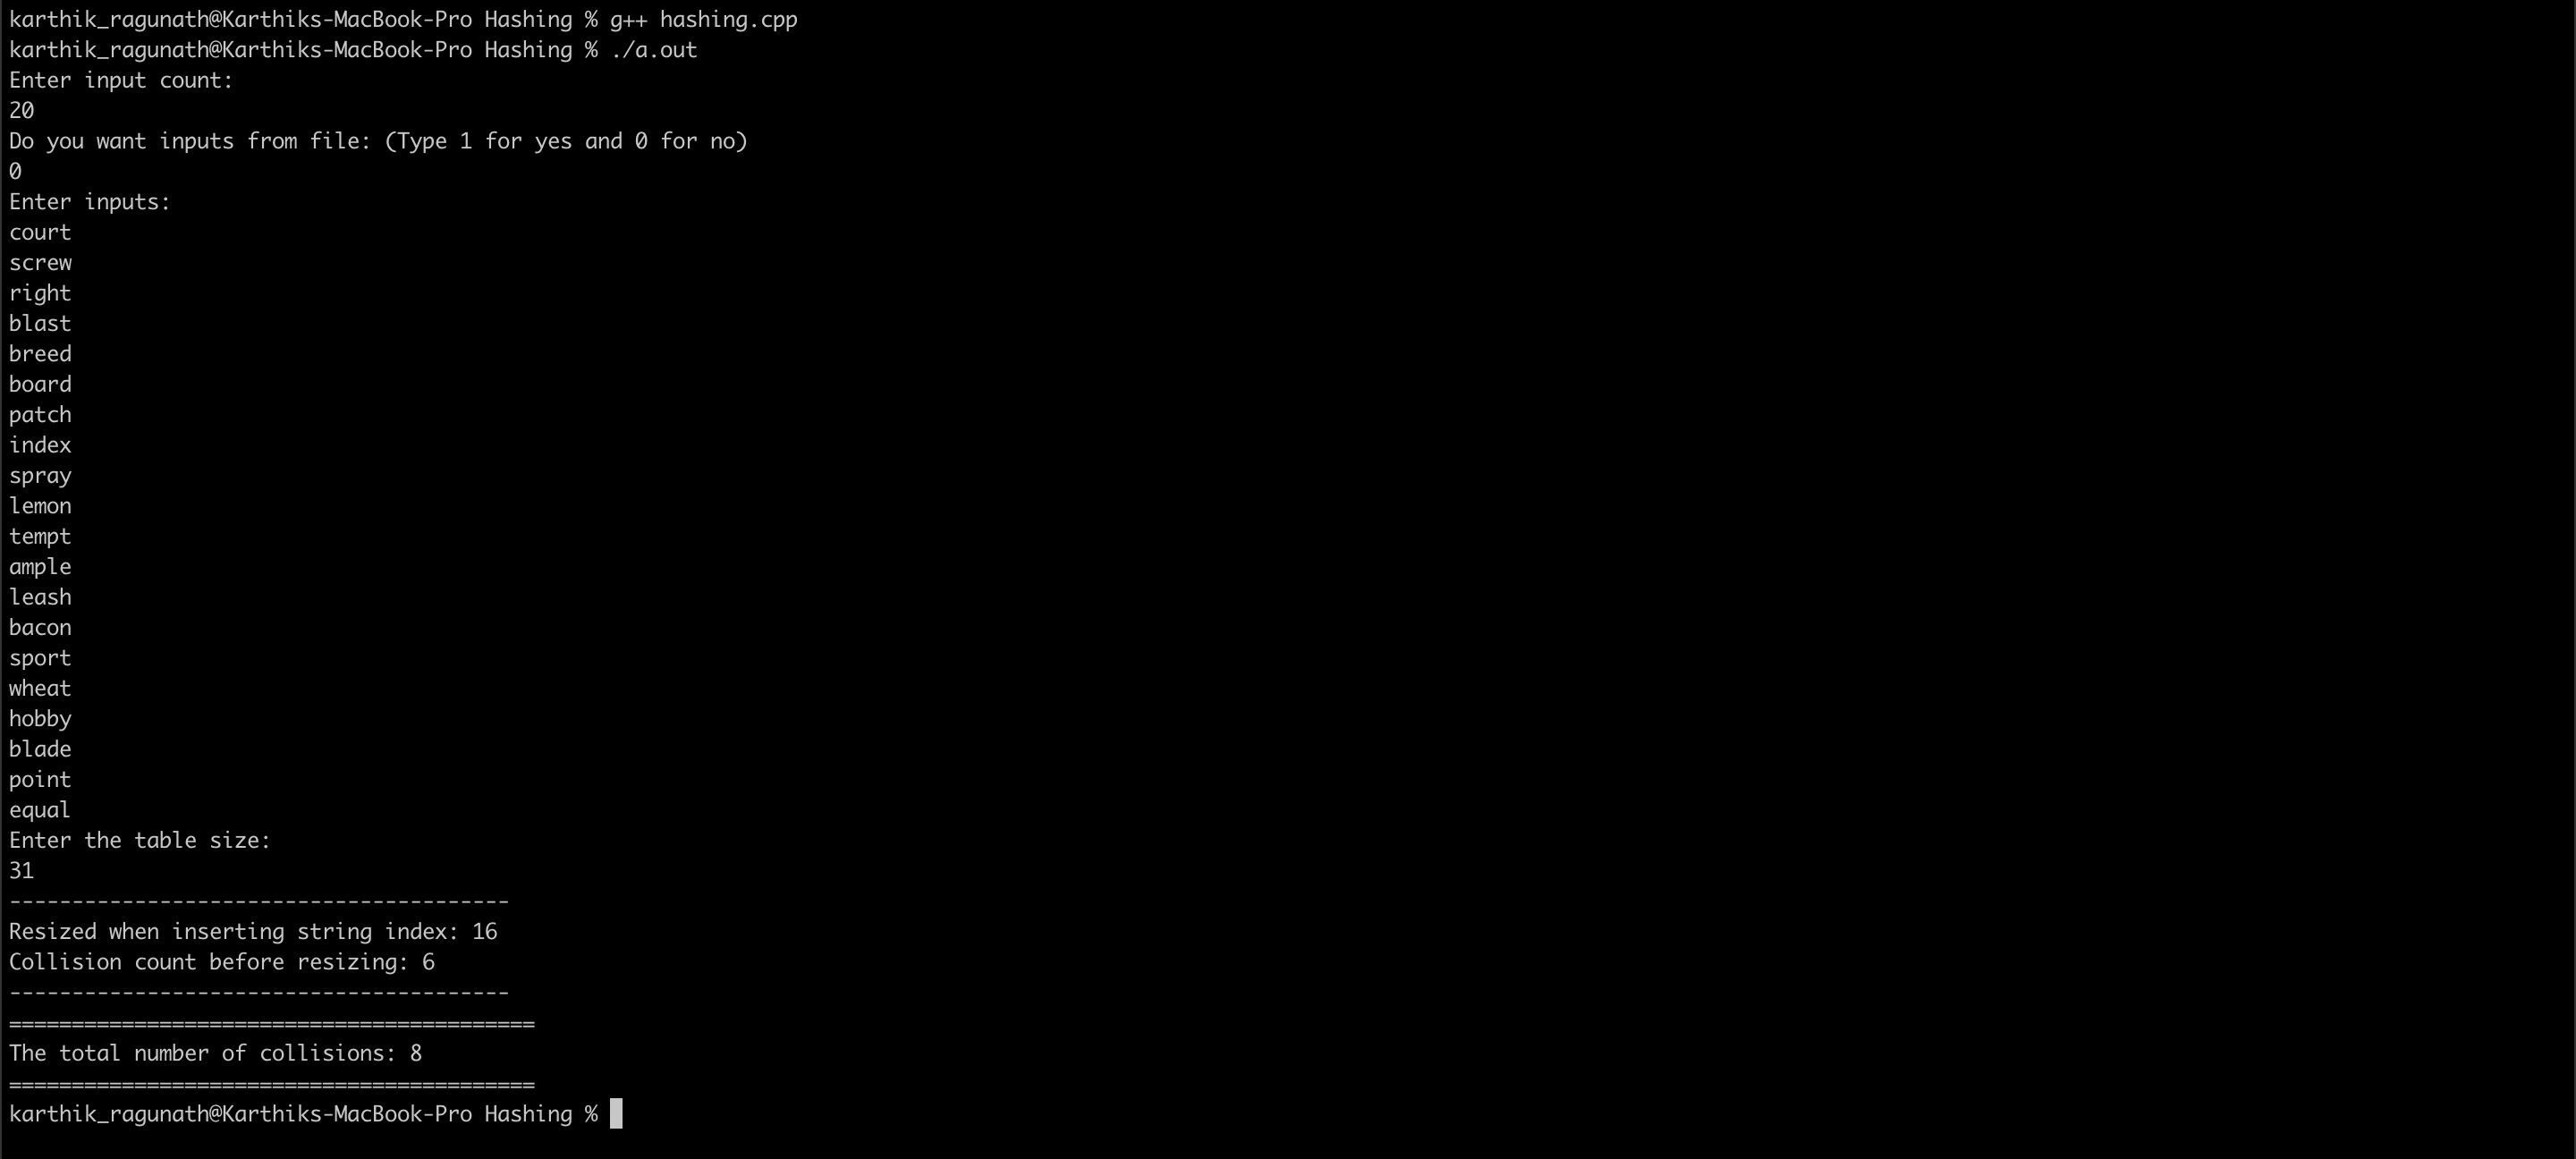 karthik_ragunath@Karthiks-MacBook-Pro Hashing % g++ hashing.cpp
karthik_ragunath@Karthiks-MacBook-Pro Hashing % ./a.out
Enter input count:
20
Do you want inputs from file: (Type 1 for yes and 0 for no)
0
Enter inputs:
court
screw
right
blast
breed
board
patch
index
spray
lemon
tempt
ample
leash
bacon
sport
wheat
hobby
blade
point
equal
Enter the table size:
31
----------------------------------------
Resized when inserting string index: 16
Collision count before resizing: 6
----------------------------------------
==========================================
The total number of collisions: 8
==========================================
karthik_ragunath@Karthiks-MacBook-Pro Hashing %